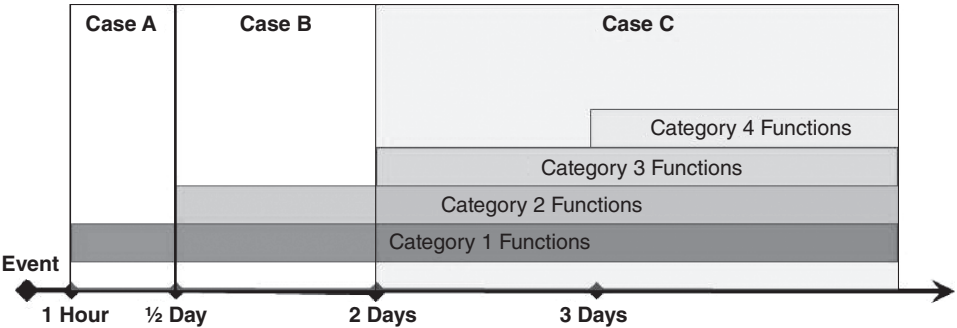 Case A
Case B
Case C
Category 4 Functions
Category 3 Functions
Category 2 Functions
Category 1 Functions
Event
1 Hour
½ Day
2 Days
3 Days